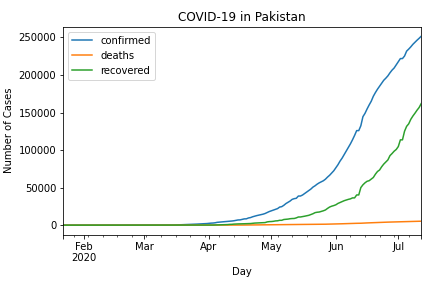 COVID-19 in Pakistan
confirmed
deaths
recovered
Number of Cases
250000
200000
150000
100000
50000
0
Feb Mar Apr May Jun Jul
2020
Day